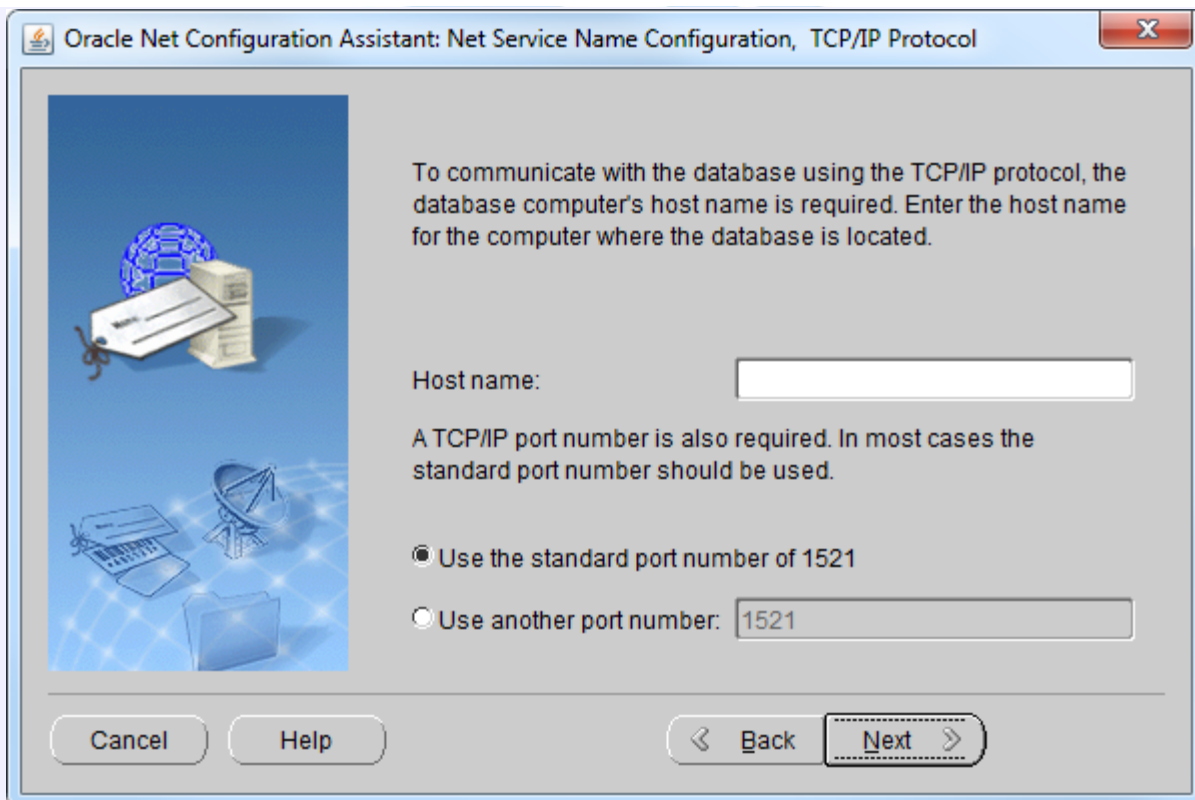 Oracle Net Configuration Assistant: Net Service Name Configuration, TCP/IP Protocol
To communicate with the database using the TCP/IP protocol, the
database computer's host name is required. Enter the host name
for the computer where the database is located.
Host name:
A TCP/IP port number is also required. In most cases the
standard port number should be used.
Use the standard port number of 1521
Use another port number: 1521
Cancel Help Back Next